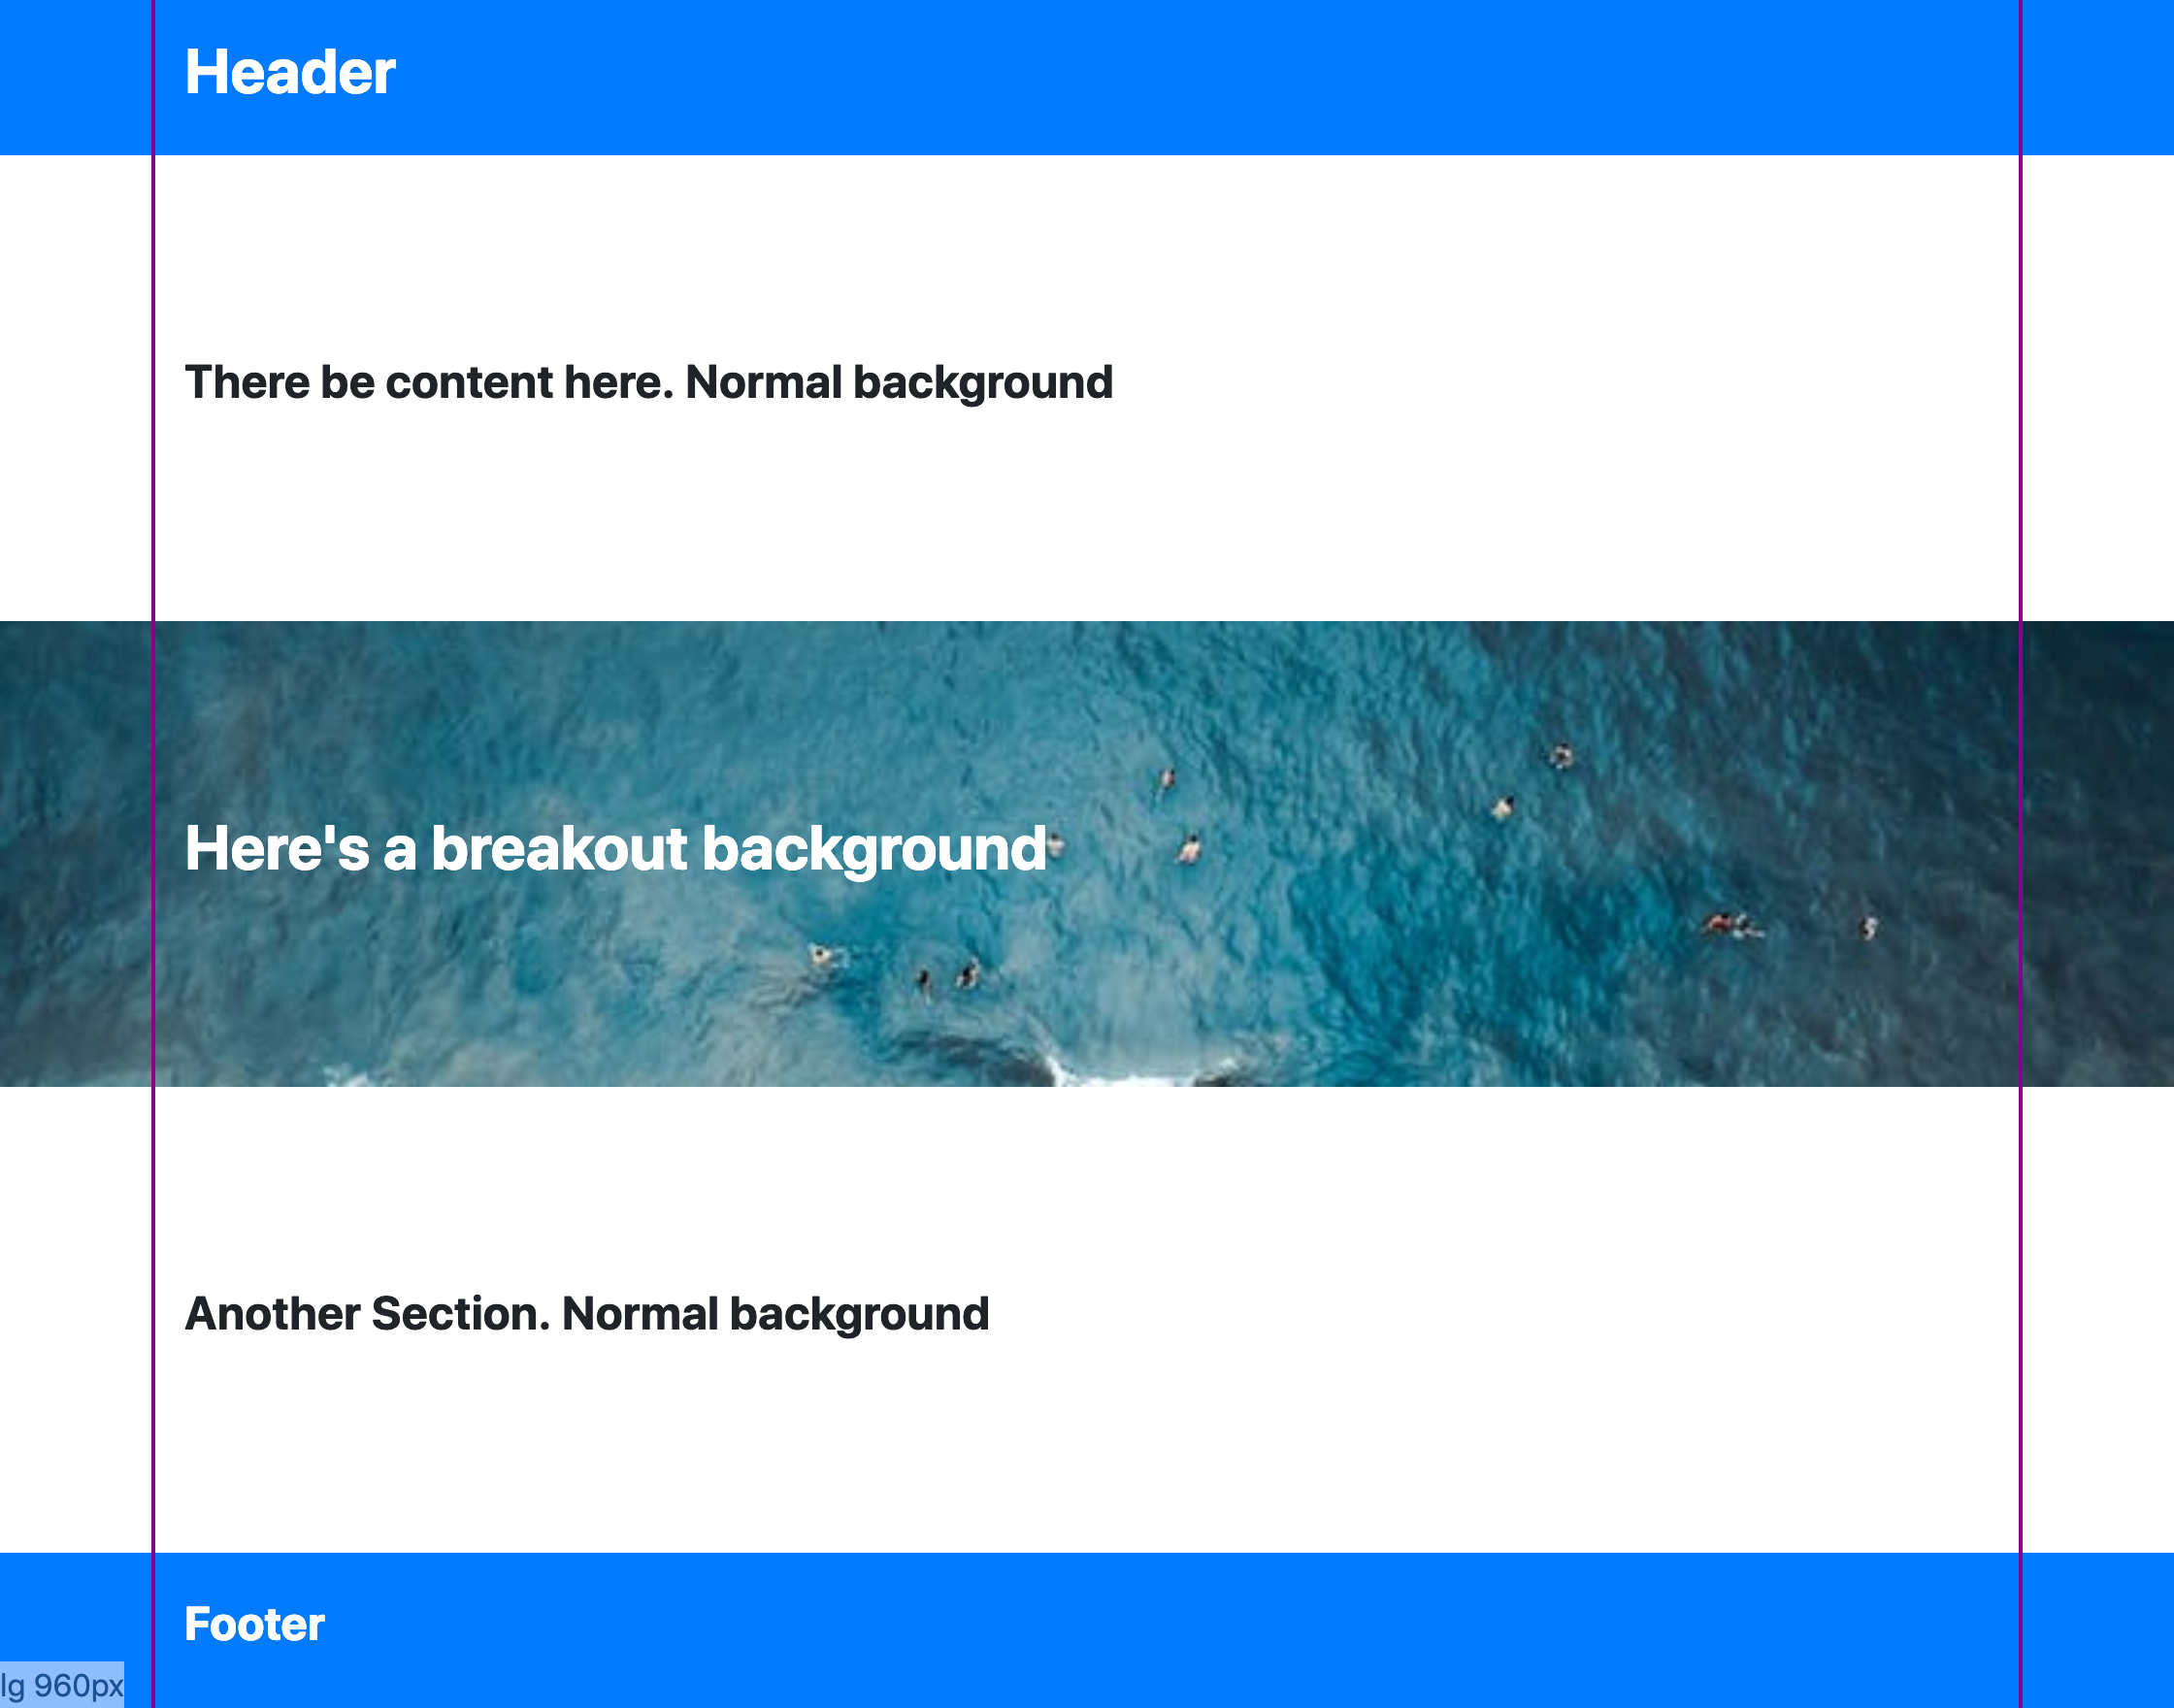 Header
There be content here. Normal background
Here's a breakout background
Another Section. Normal background
Footer
lg 960px